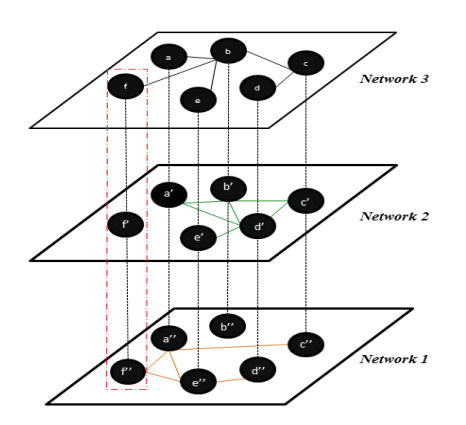 a
b
c
f
e
d
Network 3
a'
b'
c'
f'
e'
d'
Network 2
a''
b''
c''
f''
e''
d''
Network 1